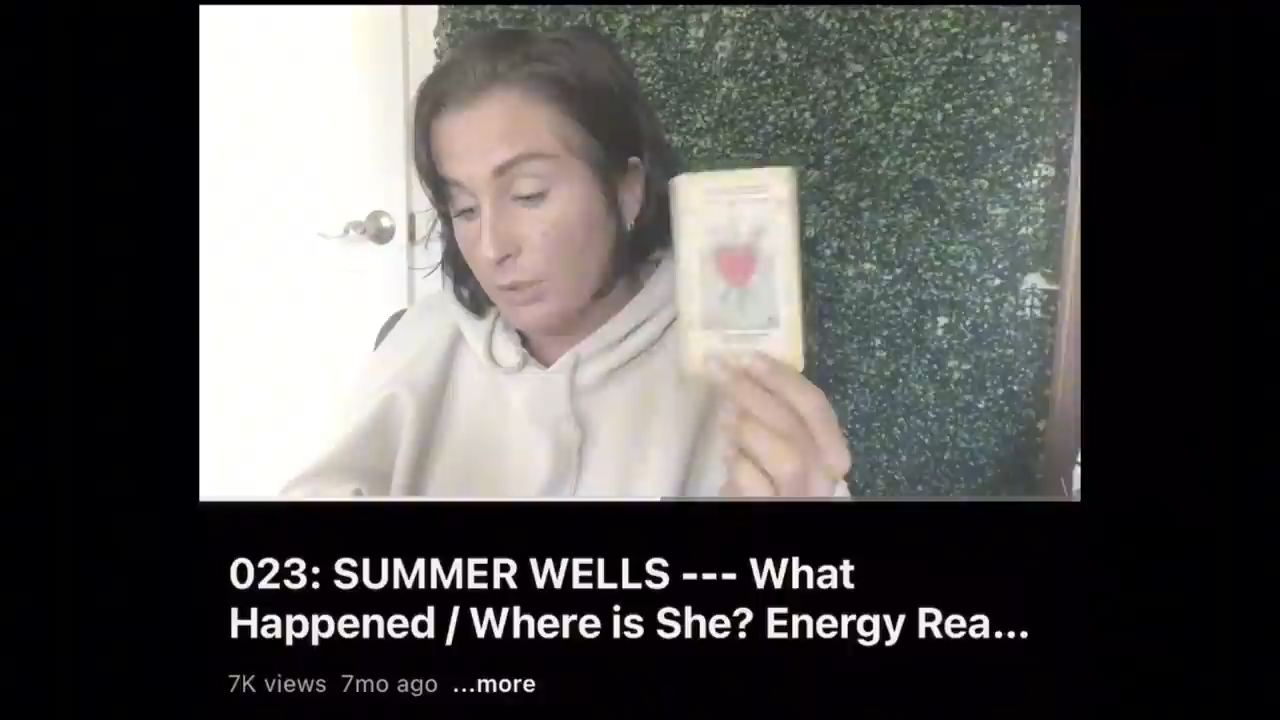 023: SUMMER WELLS --- What
Happened / Where is She? Energy Rea...
7K views 7mo ago ...more